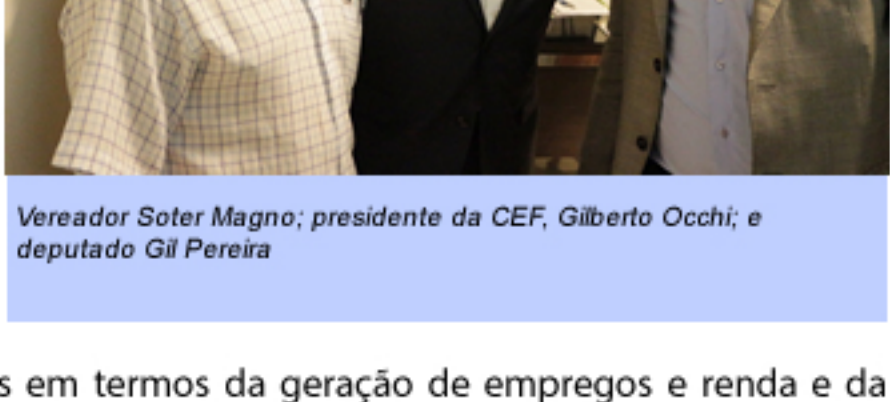 Vereador Soter Magno; presidente da CEF, Gilberto Occhi; e
deputado Gil Pereira
s em termos da geração de empregos e renda e da